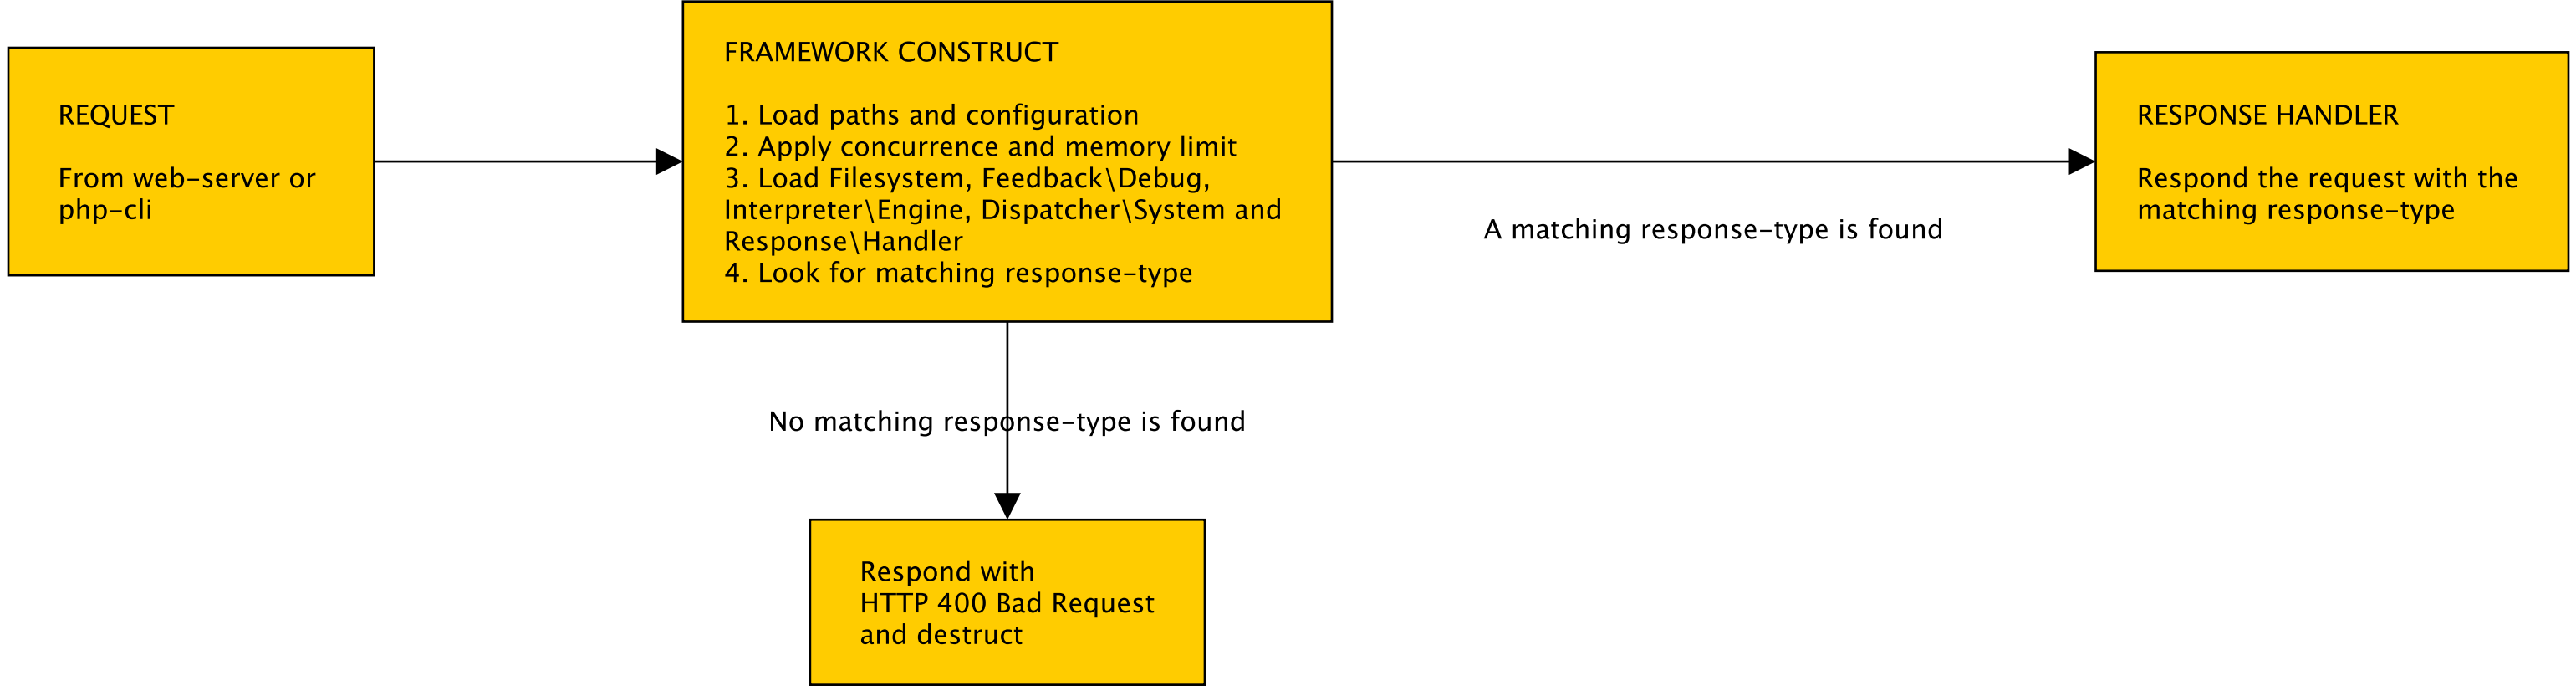 REQUEST
From web-server or
php-cli
FRAMEWORK CONSTRUCT
1. Load paths and configuration
2. Apply concurrence and memory limit
3. Load Filesystem, Feedback\Debug,
Interpreter\Engine, Dispatcher\System and
Response\Handler
4. Look for matching response-type
A matching response-type is found
RESPONSE HANDLER
Respond the request with the
matching response-type
No matching response-type is found
Respond with
HTTP 400 Bad Request
and destruct